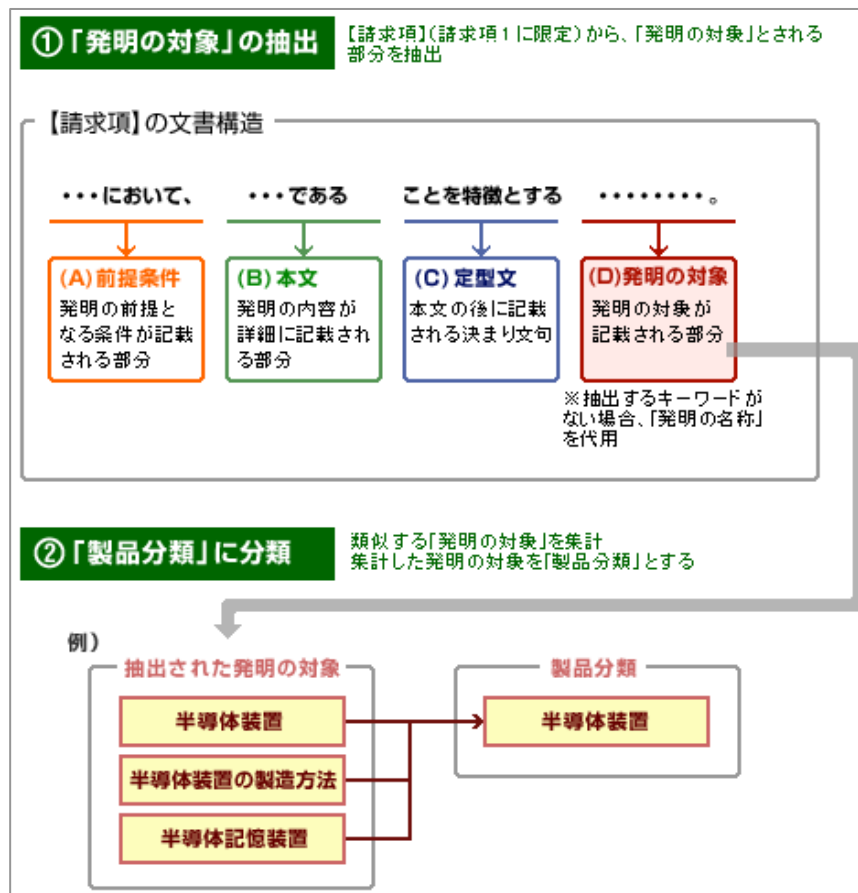 ①「発明の対象」の抽出
【請求項】(請求項1に限定)から、「発明の対象」とされる
部分を抽出
【請求項】の文書構造
・・・において、
・・・である
ことを特徴とする
・・・・・・・・。
(A)前提条件
発明の前提と
なる条件が記載
される部分
(B)本文
発明の内容が
詳細に記載され
る部分
(C)定型文
本文の後に記載
される決まり文句
(D)発明の対象
発明の対象が
記載される部分
※抽出するキーワードが
ない場合、「発明の名称」
を代用
②「製品分類」に分類
類似する「発明の対象」を集計
集計した発明の対象を「製品分類」とする
例)
抽出された発明の対象
半導体装置
半導体装置の製造方法
半導体記憶装置
製品分類
半導体装置